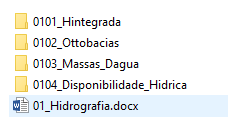 0101_Hintegrada
0102_Ottobacias
0103_Massas_Dagua
0104_Disponibilidade_Hidrica
01_Hidrografia.docx